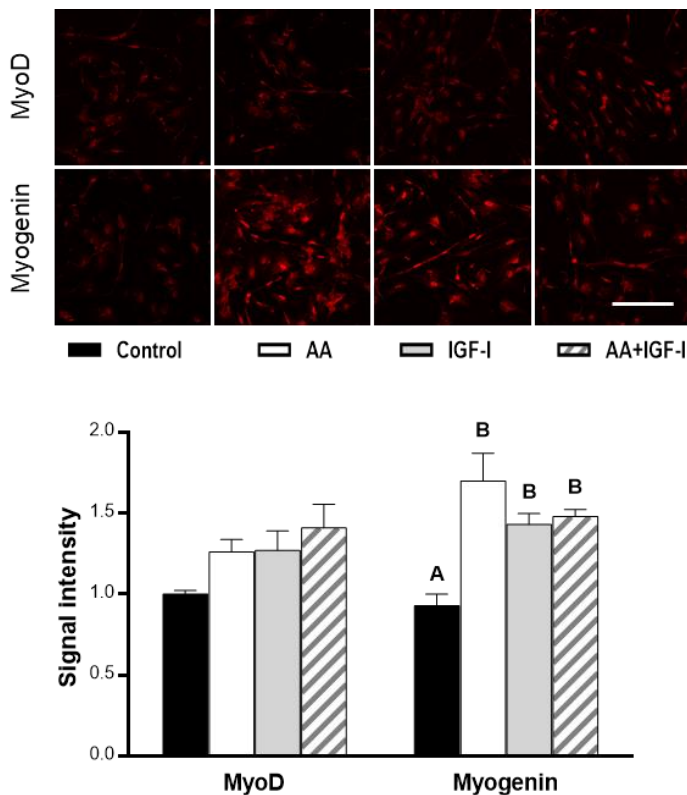 MyoD
Myogenin
Control AA IGF-I AA+IGF-I
Signal intensity
2.0
1.5
1.0
0.5
0.0
A B B B
MyoD Myogenin